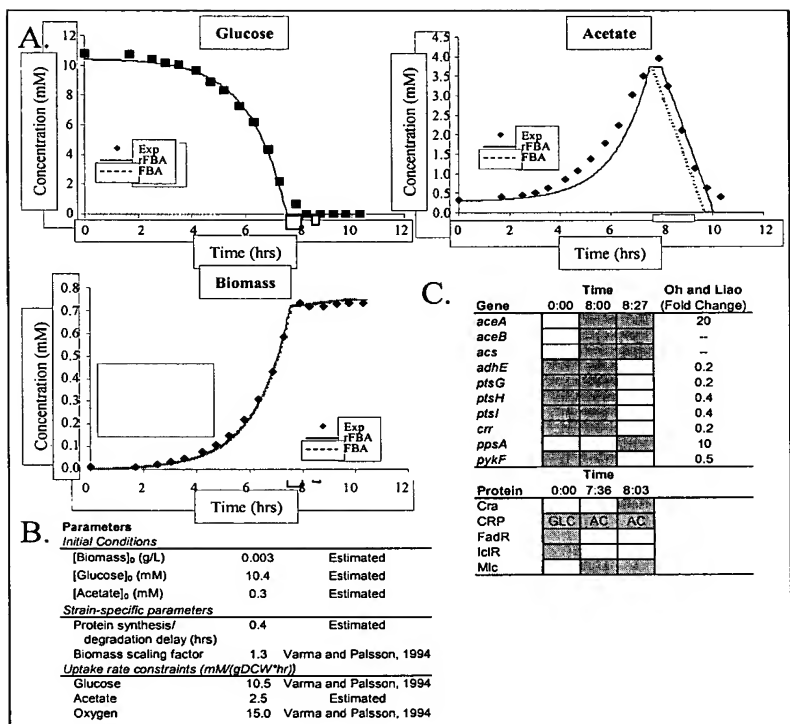 A.
Glucose
Concentration (mM)
12
10
8
6
4
2
0
Exp
rFBA
FBA
0 2 4 6 8 10 12
Time (hrs)
Acetate
Concentration (mM)
4.5
4.0
3.5
3.0
2.5
2.0
1.5
1.0
0.5
0.0
Exp
rFBA
FBA
0 2 4 6 8 10 12
Time (hrs)
Biomass
Concentration (mM)
0.8
0.7
0.6
0.5
0.4
0.3
0.2
0.1
0.0
Exp
rFBA
FBA
0 2 4 6 8 10 12
Time (hrs)
B.
Parameters
Initial Conditions
[Biomass]₀ (g/L) 0.003 Estimated
[Glucose]₀ (mM) 10.4 Estimated
[Acetate]₀ (mM) 0.3 Estimated
Strain-specific parameters
Protein synthesis/ 0.4 Estimated
degradation delay (hrs)
Biomass scaling factor 1.3 Varma and Palsson, 1994
Uptake rate constraints (mM/(gDCW*hr))
Glucose 10.5 Varma and Palsson, 1994
Acetate 2.5 Estimated
Oxygen 15.0 Varma and Palsson, 1994
C.
Time Oh and Liao
Gene 0:00 8:00 8:27 (Fold Change)
aceA 20
aceB --
acs --
adhE 0.2
ptsG 0.2
ptsH 0.4
ptsI 0.4
crr 0.2
ppsA 10
pykF 0.5
Time
Protein 0:00 7:36 8:03
Cra
CRP GLC AC AC
FadR
IclR
Mlc